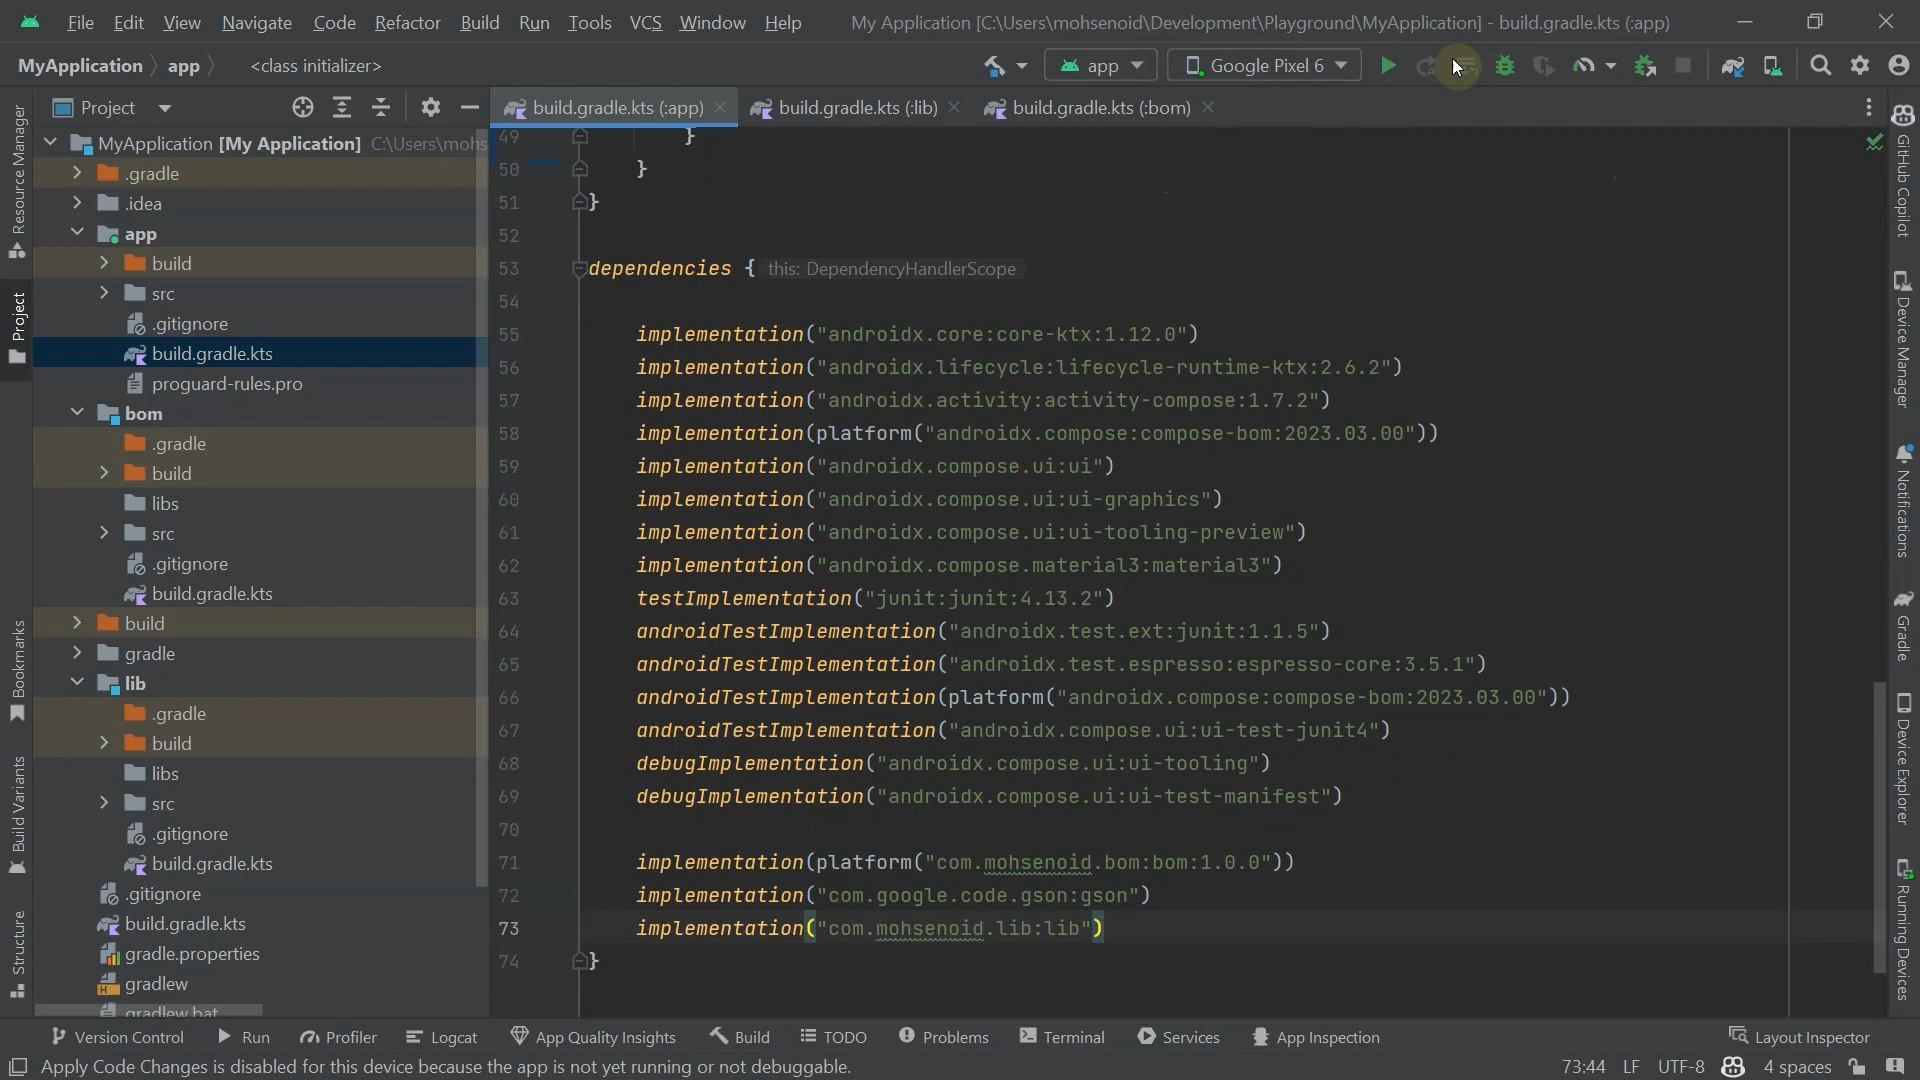 File Edit View Navigate Code Refactor Build Run Tools VCS Window Help My Application [C:\Users\mohsenoid\Development\Playground\MyApplication] - build.gradle.kts (:app)
MyApplication app <class initializer> app Google Pixel 6
Project build.gradle.kts (:app) build.gradle.kts (:lib) build.gradle.kts (:bom)
Resource Manager
Project
Bookmarks
Build Variants
Structure
MyApplication [My Application] C:\Users\mohs
.gradle
.idea
app
build
src
.gitignore
build.gradle.kts
proguard-rules.pro
bom
.gradle
build
libs
src
.gitignore
build.gradle.kts
build
gradle
lib
.gradle
build
libs
src
.gitignore
build.gradle.kts
.gitignore
build.gradle.kts
gradle.properties
gradlew
gradlew.bat
49 }
50 }
51 }
52
53 dependencies { this: DependencyHandlerScope
54
55 implementation("androidx.core:core-ktx:1.12.0")
56 implementation("androidx.lifecycle:lifecycle-runtime-ktx:2.6.2")
57 implementation("androidx.activity:activity-compose:1.7.2")
58 implementation(platform("androidx.compose:compose-bom:2023.03.00"))
59 implementation("androidx.compose.ui:ui")
60 implementation("androidx.compose.ui:ui-graphics")
61 implementation("androidx.compose.ui:ui-tooling-preview")
62 implementation("androidx.compose.material3:material3")
63 testImplementation("junit:junit:4.13.2")
64 androidTestImplementation("androidx.test.ext:junit:1.1.5")
65 androidTestImplementation("androidx.test.espresso:espresso-core:3.5.1")
66 androidTestImplementation(platform("androidx.compose:compose-bom:2023.03.00"))
67 androidTestImplementation("androidx.compose.ui:ui-test-junit4")
68 debugImplementation("androidx.compose.ui:ui-tooling")
69 debugImplementation("androidx.compose.ui:ui-test-manifest")
70
71 implementation(platform("com.mohsenoid.bom:bom:1.0.0"))
72 implementation("com.google.code.gson:gson")
73 implementation("com.mohsenoid.lib:lib")
74 }
GitHub Copilot
Device Manager
Notifications
Gradle
Device Explorer
Running Devices
Version Control Run Profiler Logcat App Quality Insights Build TODO Problems Terminal Services App Inspection Layout Inspector
Apply Code Changes is disabled for this device because the app is not yet running or not debuggable. 73:44 LF UTF-8 4 spaces